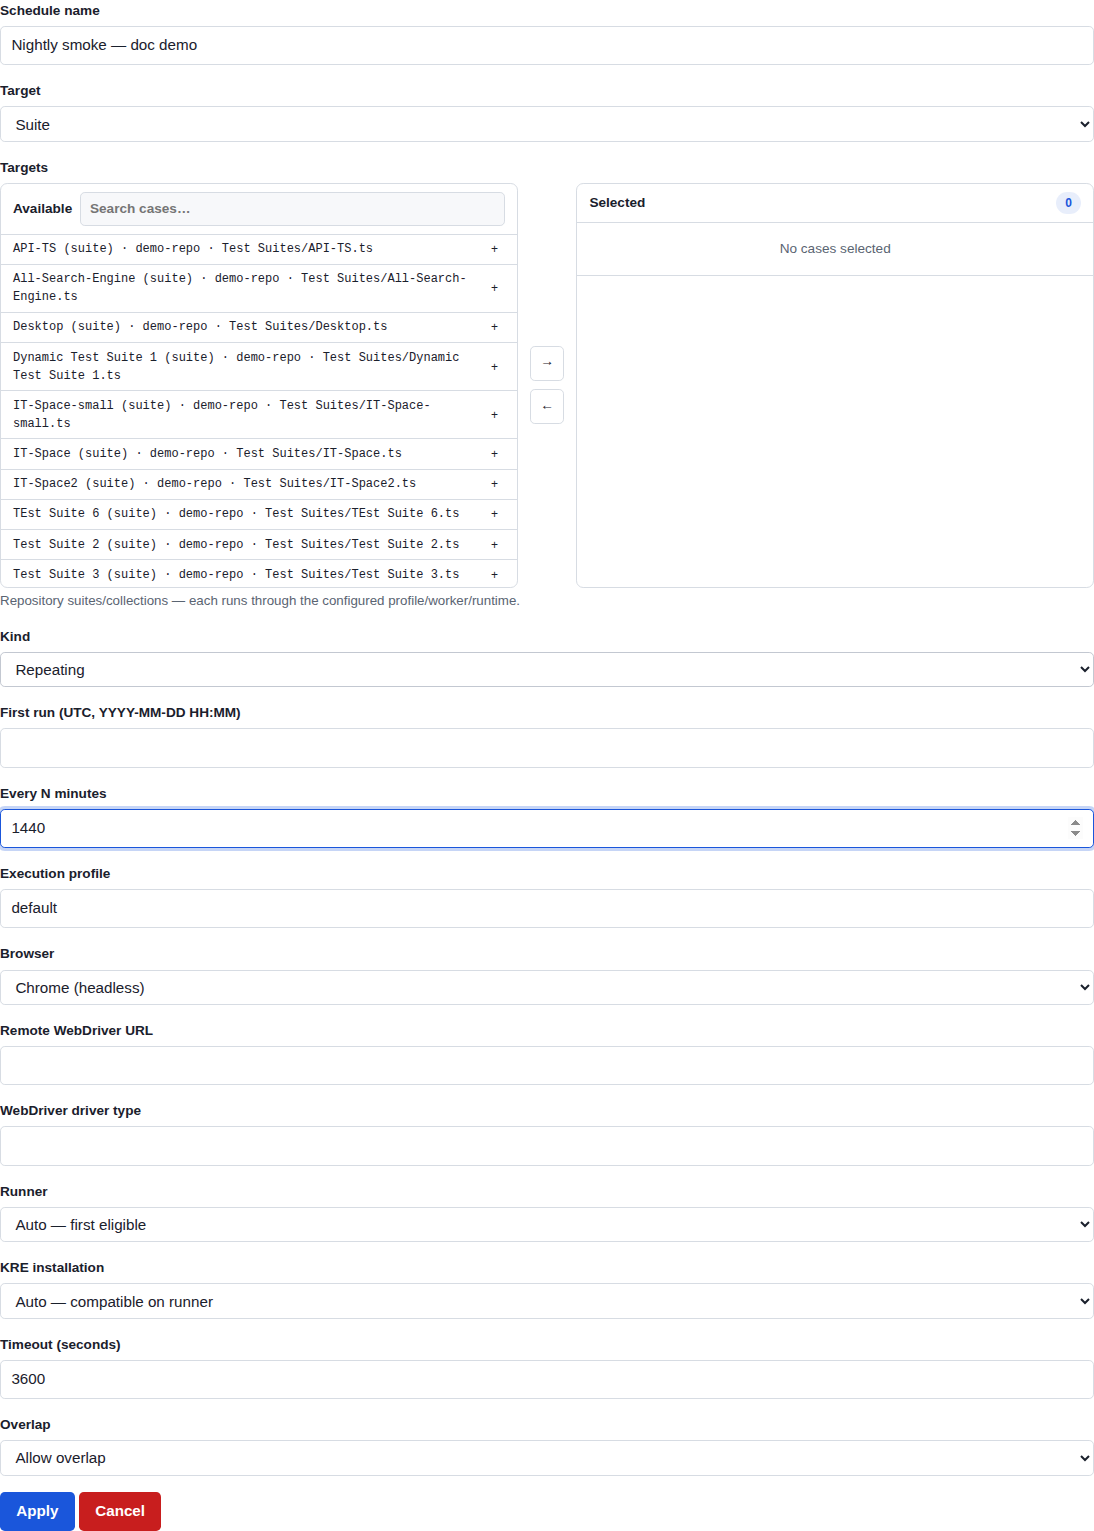 Schedule name
Nightly smoke — doc demo
Target
Suite
Targets
Available
Search cases…
API-TS (suite) · demo-repo · Test Suites/API-TS.ts +
All-Search-Engine (suite) · demo-repo · Test Suites/All-Search-
Engine.ts +
Desktop (suite) · demo-repo · Test Suites/Desktop.ts +
Dynamic Test Suite 1 (suite) · demo-repo · Test Suites/Dynamic
Test Suite 1.ts +
IT-Space-small (suite) · demo-repo · Test Suites/IT-Space-
small.ts +
IT-Space (suite) · demo-repo · Test Suites/IT-Space.ts +
IT-Space2 (suite) · demo-repo · Test Suites/IT-Space2.ts +
TEst Suite 6 (suite) · demo-repo · Test Suites/TEst Suite 6.ts +
Test Suite 2 (suite) · demo-repo · Test Suites/Test Suite 2.ts +
Test Suite 3 (suite) · demo-repo · Test Suites/Test Suite 3.ts +
→
←
Selected 0
No cases selected
Repository suites/collections — each runs through the configured profile/worker/runtime.
Kind
Repeating
First run (UTC, YYYY-MM-DD HH:MM)
Every N minutes
1440
Execution profile
default
Browser
Chrome (headless)
Remote WebDriver URL
WebDriver driver type
Runner
Auto — first eligible
KRE installation
Auto — compatible on runner
Timeout (seconds)
3600
Overlap
Allow overlap
Apply Cancel